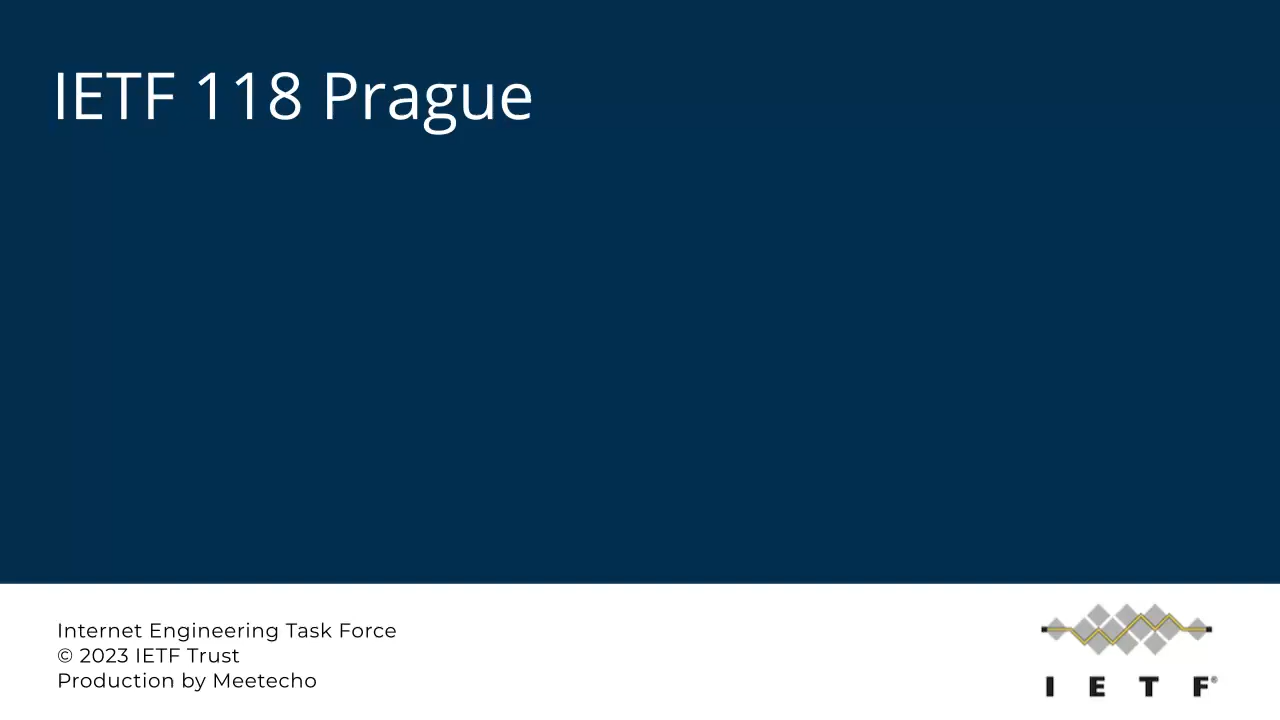 IETF 118 Prague
Internet Engineering Task Force
© 2023 IETF Trust
Production by Meetecho
I E T F®